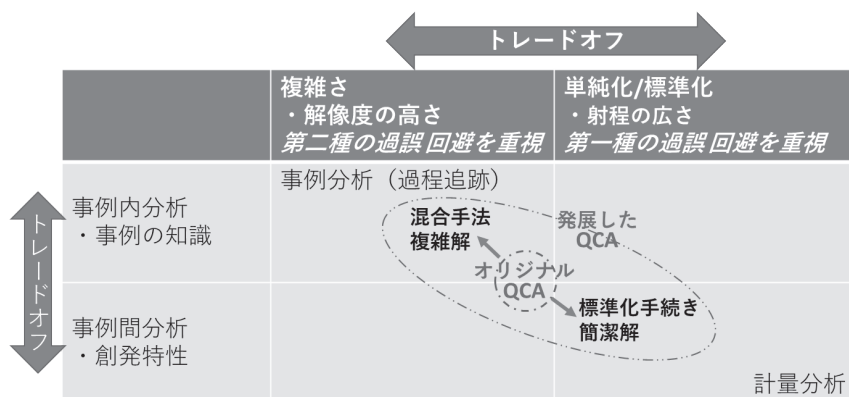 トレードオフ
複雑さ
・解像度の高さ
第二種の過誤 回避を重視
単純化/標準化
・射程の広さ
第一種の過誤 回避を重視
トレードオフ
事例内分析
・事例の知識
事例分析（過程追跡）
混合手法
複雑解
発展した
QCA
オリジナル
QCA
事例間分析
・創発特性
標準化手続き
簡潔解
計量分析